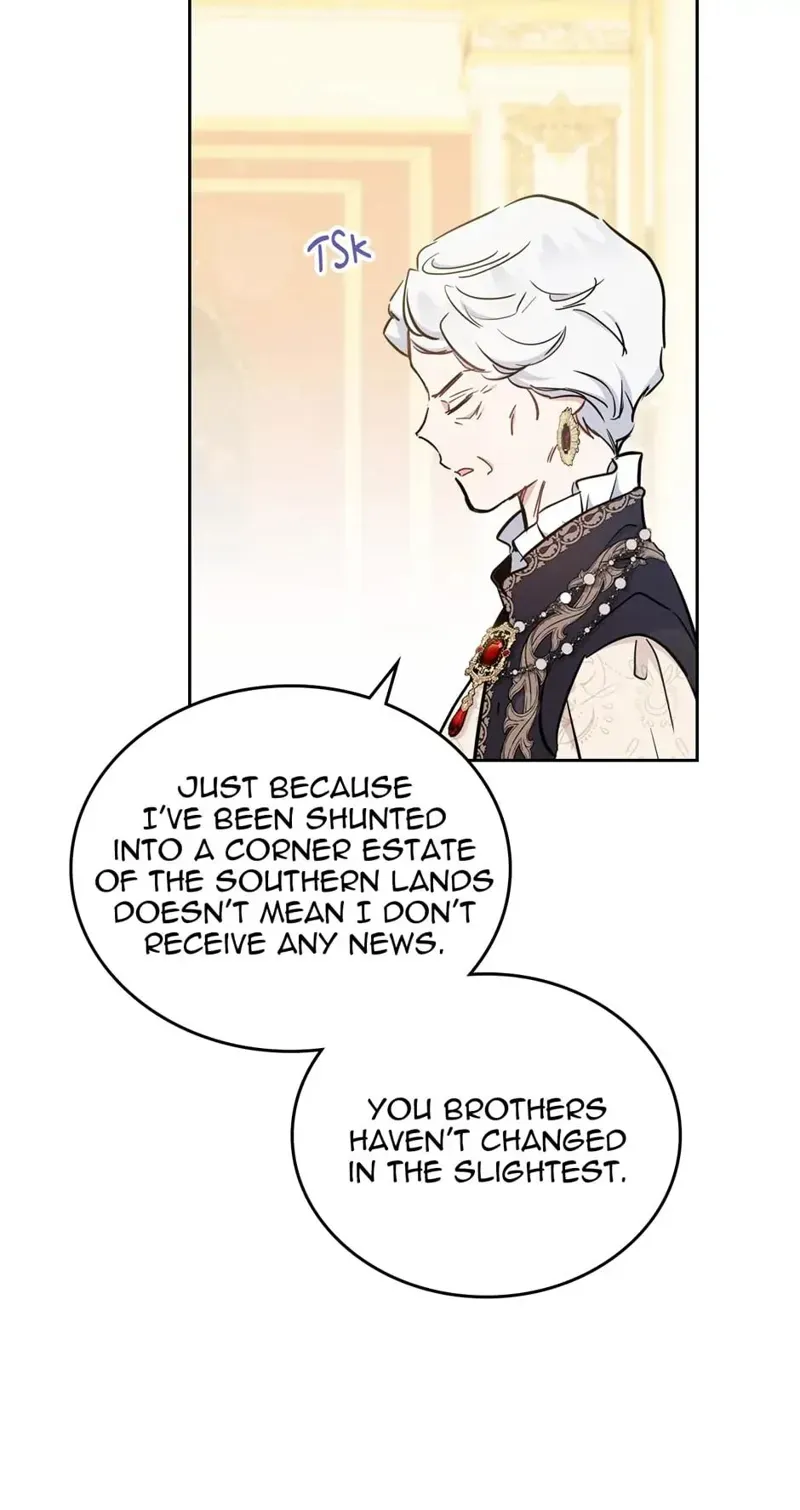 TSK
JUST BECAUSE
I'VE BEEN SHUNTED
INTO A CORNER ESTATE
OF THE SOUTHERN LANDS
DOESN'T MEAN I DON'T
RECEIVE ANY NEWS.
YOU BROTHERS
HAVEN'T CHANGED
IN THE SLIGHTEST.